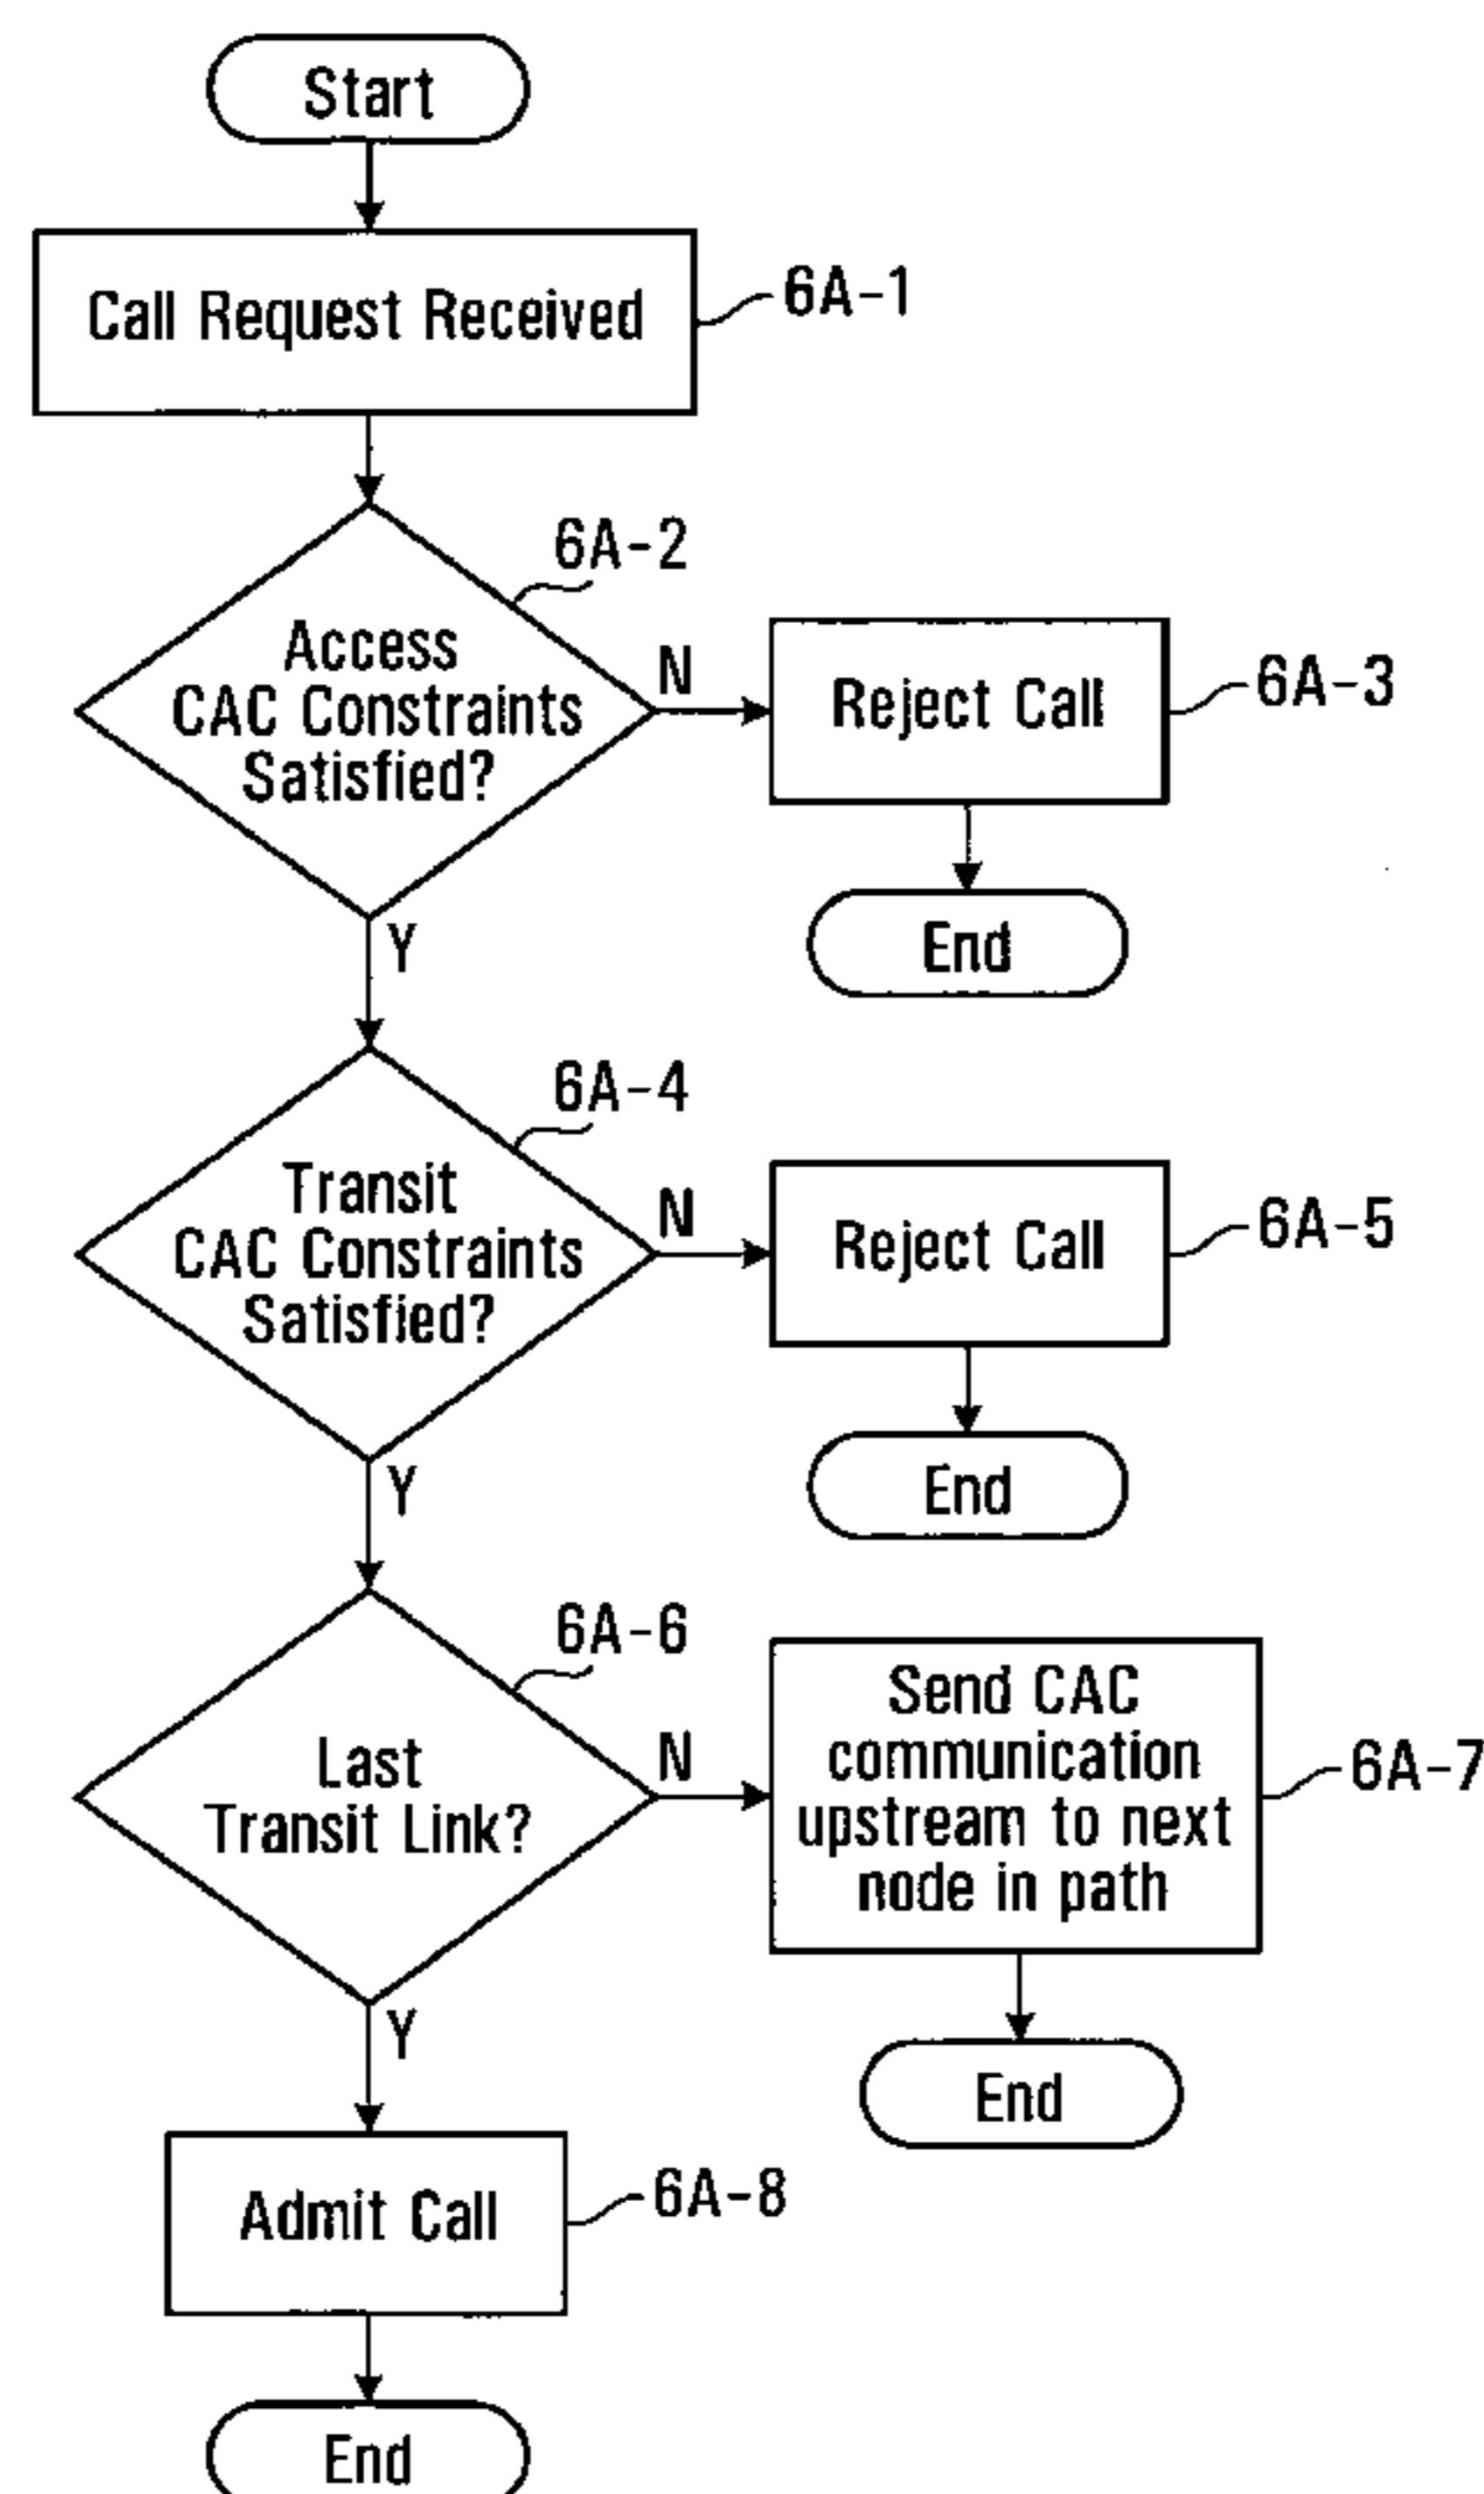 Start
Call Request Received
6A-1
6A-2
Access
CAC Constraints
Satisfied?
N
Reject Call
6A-3
End
Y
6A-4
Transit
CAC Constraints
Satisfied?
N
Reject Call
6A-5
End
Y
6A-6
Last
Transit Link?
N
Send CAC
communication
upstream to next
node in path
6A-7
End
Y
Admit Call
6A-8
End